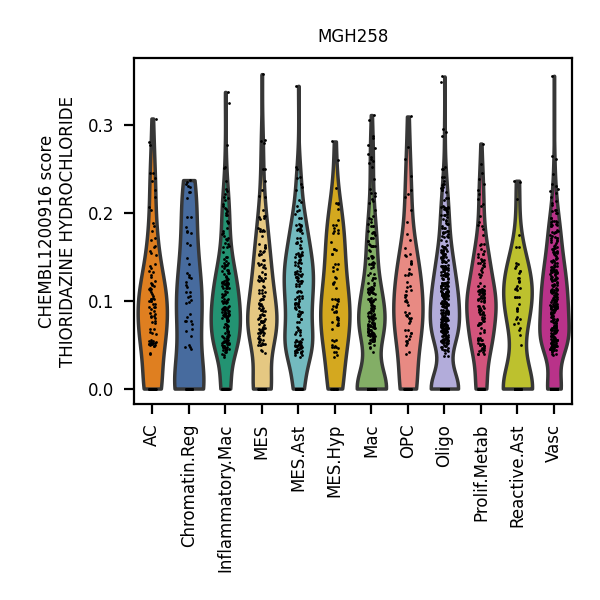 MGH258
CHEMBL1200916 score
THIORIDAZINE HYDROCHLORIDE
0.3
0.2
0.1
0.0
AC
Chromatin.Reg
Inflammatory.Mac
MES
MES.Ast
MES.Hyp
Mac
OPC
Oligo
Prolif.Metab
Reactive.Ast
Vasc